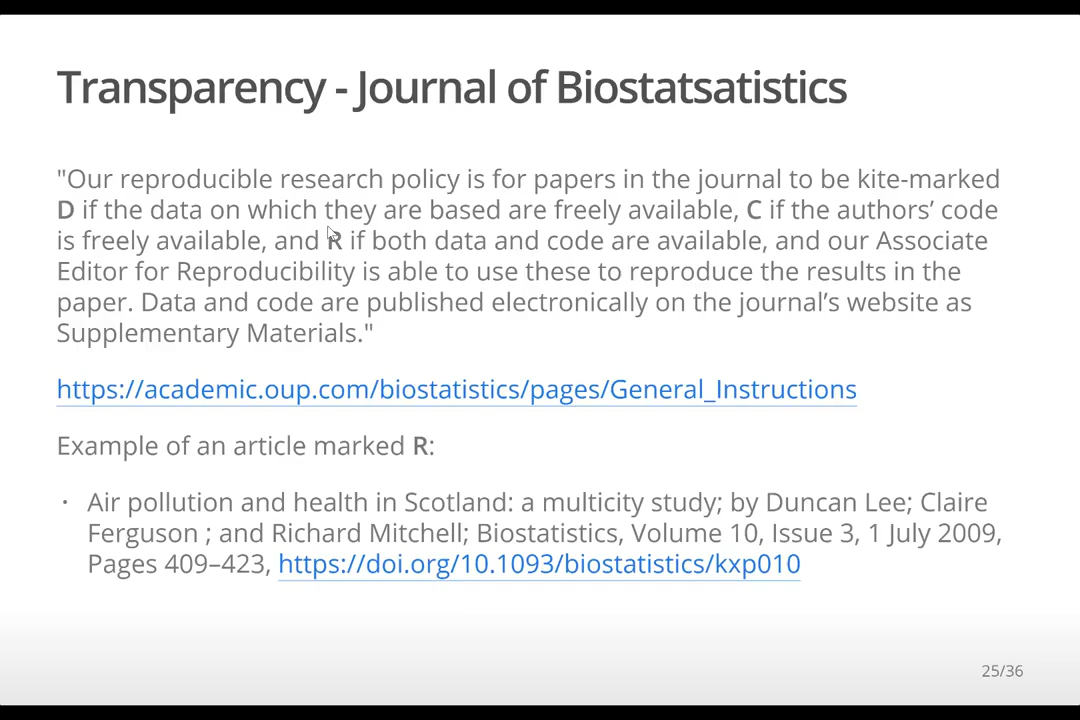 Transparency - Journal of Biostatsatistics
"Our reproducible research policy is for papers in the journal to be kite-marked
D if the data on which they are based are freely available, C if the authors’ code
is freely available, and R if both data and code are available, and our Associate
Editor for Reproducibility is able to use these to reproduce the results in the
paper. Data and code are published electronically on the journal’s website as
Supplementary Materials."
https://academic.oup.com/biostatistics/pages/General_Instructions
Example of an article marked R:
· Air pollution and health in Scotland: a multicity study; by Duncan Lee; Claire
Ferguson ; and Richard Mitchell; Biostatistics, Volume 10, Issue 3, 1 July 2009,
Pages 409–423, https://doi.org/10.1093/biostatistics/kxp010
25/36